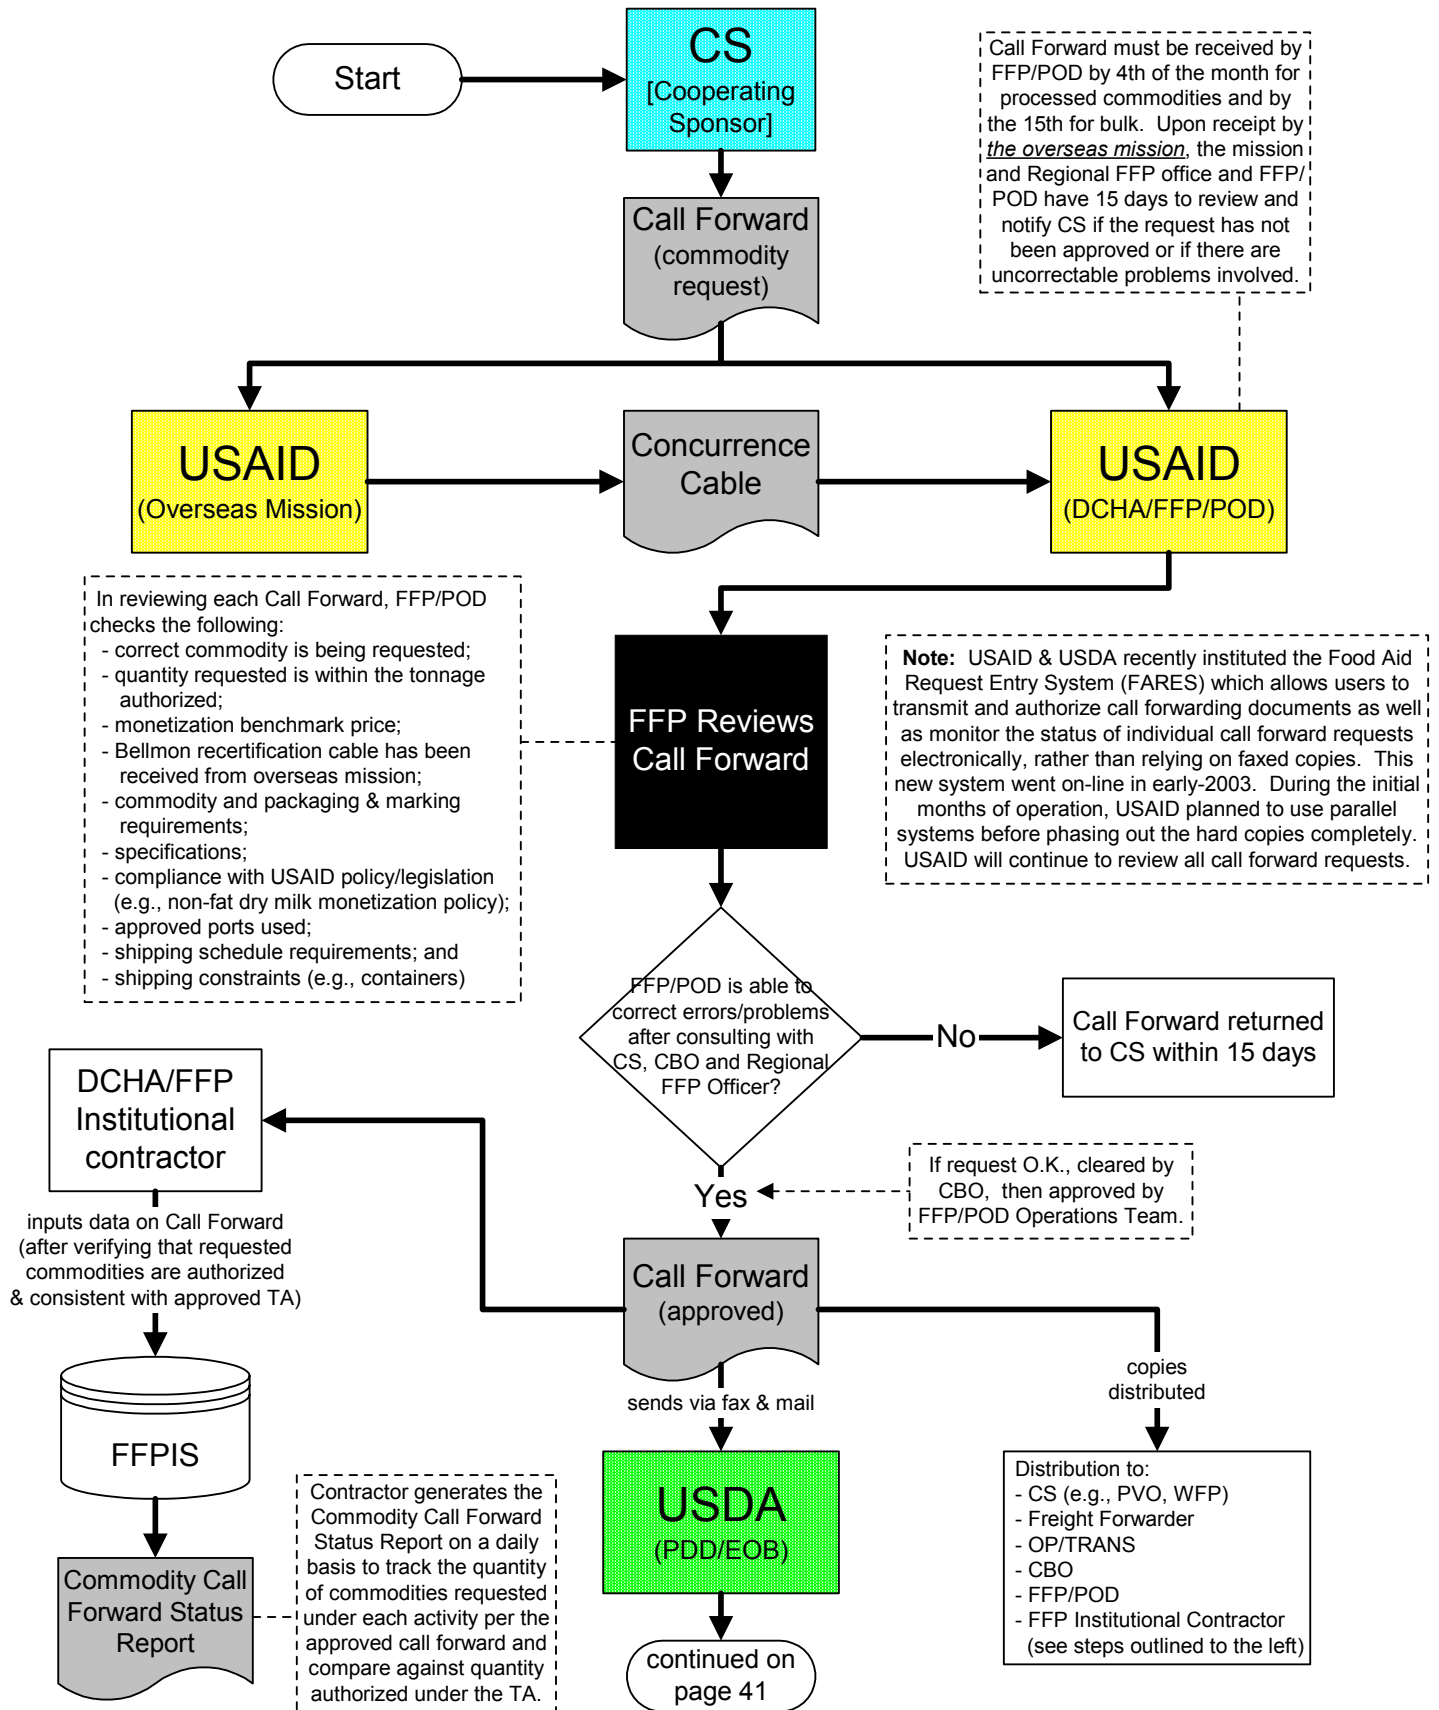 Start
CS
[Cooperating
Sponsor]
Call Forward must be received by
FFP/POD by 4th of the month for
processed commodities and by
the 15th for bulk.  Upon receipt by
the overseas mission, the mission
and Regional FFP office and FFP/
POD have 15 days to review and
notify CS if the request has not
been approved or if there are
uncorrectable problems involved.
Call Forward
(commodity
request)
USAID
(Overseas Mission)
Concurrence
Cable
USAID
(DCHA/FFP/POD)
In reviewing each Call Forward, FFP/POD
checks the following:
- correct commodity is being requested;
- quantity requested is within the tonnage
authorized;
- monetization benchmark price;
- Bellmon recertification cable has been
received from overseas mission;
- commodity and packaging & marking
requirements;
- specifications;
- compliance with USAID policy/legislation
(e.g., non-fat dry milk monetization policy);
- approved ports used;
- shipping schedule requirements; and
- shipping constraints (e.g., containers)
FFP Reviews
Call Forward
Note:  USAID & USDA recently instituted the Food Aid
Request Entry System (FARES) which allows users to
transmit and authorize call forwarding documents as well
as monitor the status of individual call forward requests
electronically, rather than relying on faxed copies.  This
new system went on-line in early-2003.  During the initial
months of operation, USAID planned to use parallel
systems before phasing out the hard copies completely.
USAID will continue to review all call forward requests.
FFP/POD is able to
correct errors/problems
after consulting with
CS, CBO and Regional
FFP Officer?
No
Call Forward returned
to CS within 15 days
DCHA/FFP
Institutional
contractor
Yes
If request O.K., cleared by
CBO,  then approved by
FFP/POD Operations Team.
inputs data on Call Forward
(after verifying that requested
commodities are authorized
& consistent with approved TA)
Call Forward
(approved)
FFPIS
sends via fax & mail
copies
distributed
Commodity Call
Forward Status
Report
Contractor generates the
Commodity Call Forward
Status Report on a daily
basis to track the quantity
of commodities requested
under each activity per the
approved call forward and
compare against quantity
authorized under the TA.
USDA
(PDD/EOB)
continued on
page 41
Distribution to:
- CS (e.g., PVO, WFP)
- Freight Forwarder
- OP/TRANS
- CBO
- FFP/POD
- FFP Institutional Contractor
(see steps outlined to the left)